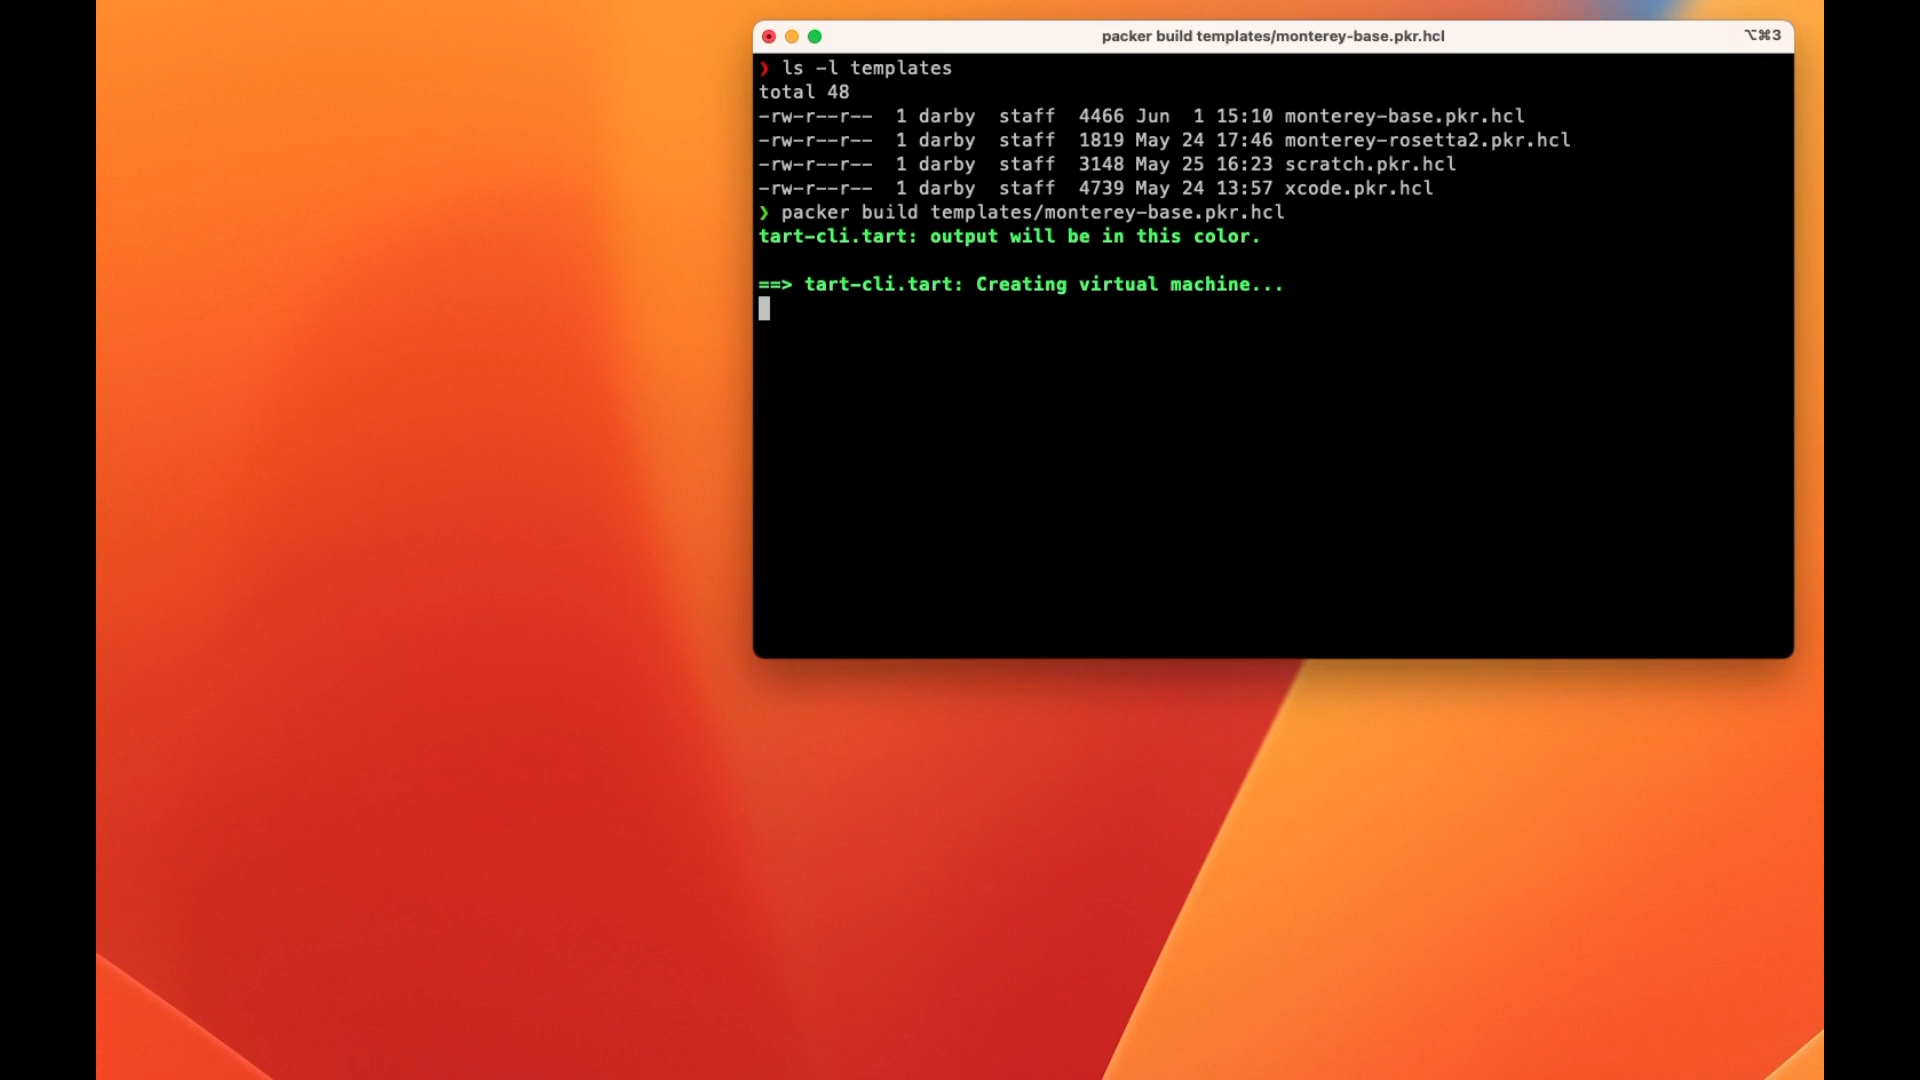 packer build templates/monterey-base.pkr.hcl
⌥⌘3
❯ ls -l templates
total 48
-rw-r--r--  1 darby  staff  4466 Jun  1 15:10 monterey-base.pkr.hcl
-rw-r--r--  1 darby  staff  1819 May 24 17:46 monterey-rosetta2.pkr.hcl
-rw-r--r--  1 darby  staff  3148 May 25 16:23 scratch.pkr.hcl
-rw-r--r--  1 darby  staff  4739 May 24 13:57 xcode.pkr.hcl
❯ packer build templates/monterey-base.pkr.hcl
tart-cli.tart: output will be in this color.
==> tart-cli.tart: Creating virtual machine...